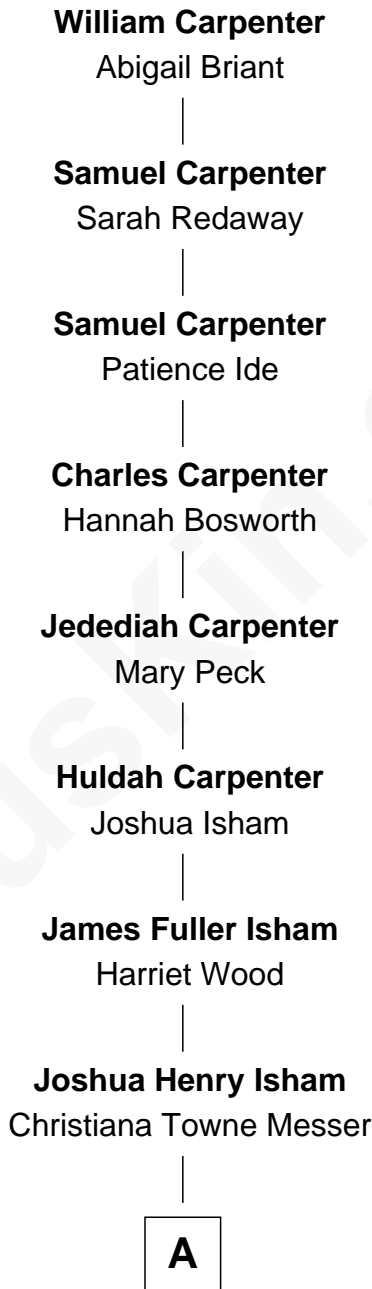 William Carpenter
Abigail Briant
Samuel Carpenter
Sarah Redaway
Samuel Carpenter
Patience Ide
Charles Carpenter
Hannah Bosworth
Jedediah Carpenter
Mary Peck
Huldah Carpenter
Joshua Isham
James Fuller Isham
Harriet Wood
Joshua Henry Isham
Christiana Towne Messer
A